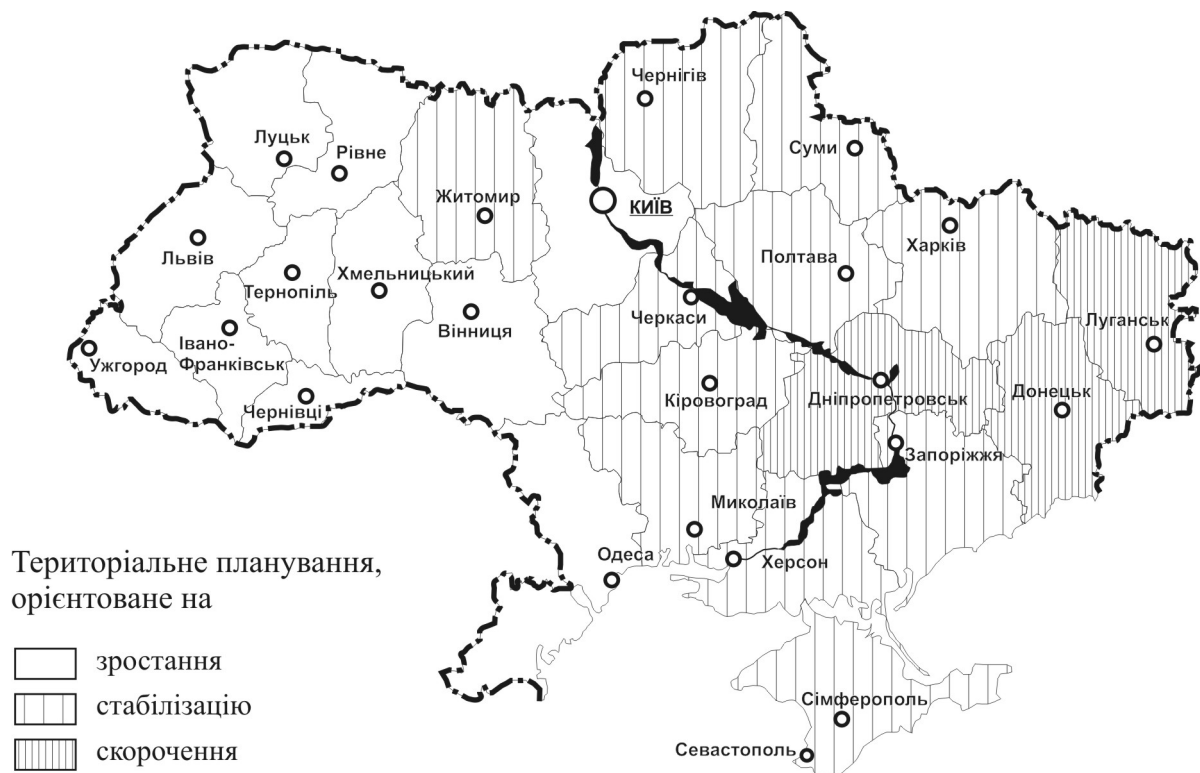 Чернігів
Луцьк
Рівне
Суми
Житомир
КИЇВ
Львів
Тернопіль
Хмельницький
Вінниця
Полтава
Харків
Черкаси
Луганськ
Івано-
Франківськ
Ужгород
Чернівці
Кіровоград
Дніпропетровськ
Донецьк
Запоріжжя
Миколаїв
Одеса
Херсон
Сімферополь
Севастополь
Територіальне планування,
орієнтоване на
зростання
стабілізацію
скорочення